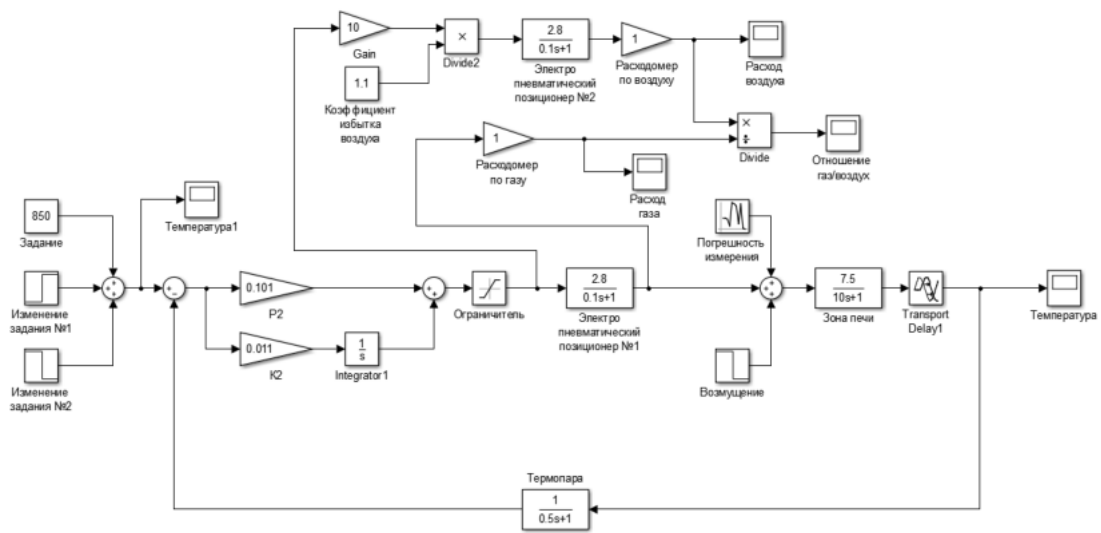 10
Gain
×
Divide2
1.1
Коэффициент
избытка
воздуха
2.8
0.1s+1
Электро
пневматический
позиционер №2
1
Расходомер
по воздуху
Расход
воздуха
1
Расходомер
по газу
Расход
газа
×
÷
Divide
Отношение
газ/воздух
850
Задание
Температура1
Изменение
задания №1
Изменение
задания №2
0.101
P2
0.011
K2
1
s
Integrator1
Ограничитель
2.8
0.1s+1
Электро
пневматический
позиционер №1
Погрешность
измерения
Возмущение
7.5
10s+1
Зона печи
Transport
Delay1
Температура
Термопара
1
0.5s+1